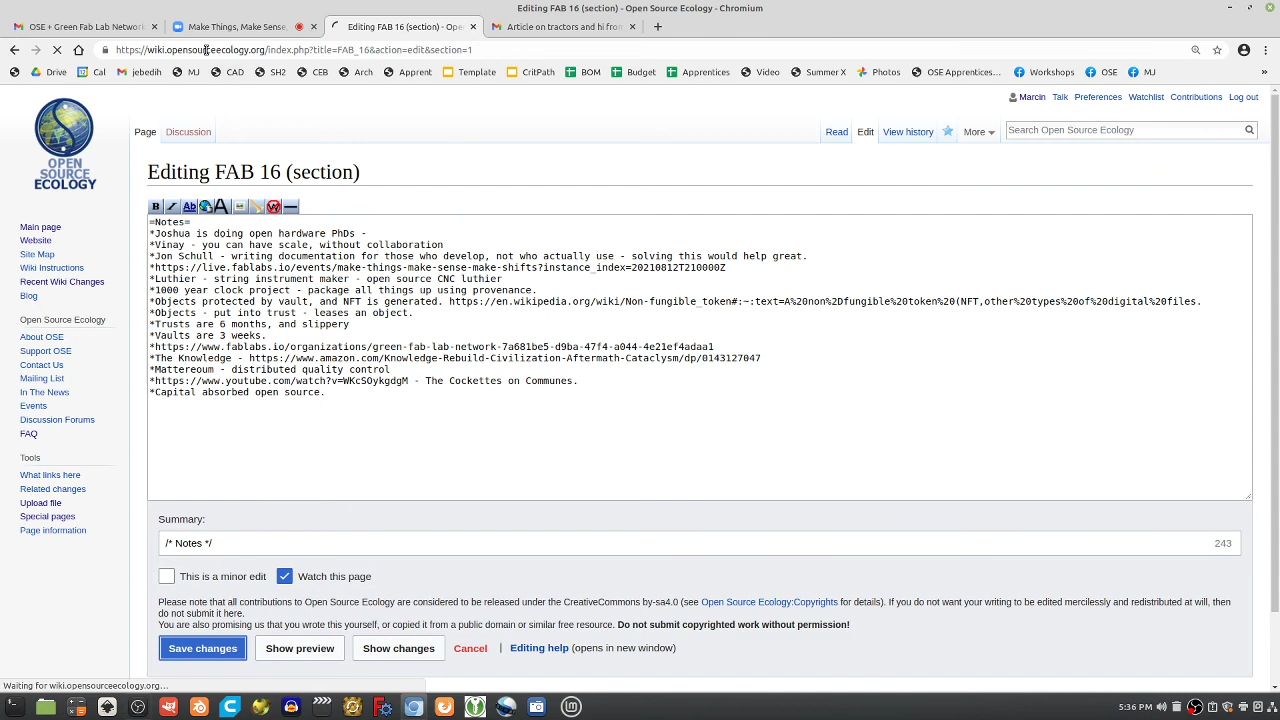 Editing FAB 16 (section) - Open Source Ecology - Chromium
OSE + Green Fab Lab Network
Make Things, Make Sense,
Editing FAB 16 (section) - Ope
Article on tractors and hi from
https://wiki.opensourceecology.org/index.php?title=FAB_16&action=edit&section=1
Drive Cal jebedih MJ CAD SH2 CEB Arch Apprent Template CritPath BOM Budget Apprentices Video Summer X Photos OSE Apprentices… Workshops OSE MJ »
Marcin Talk Preferences Watchlist Contributions Log out
Page Discussion Read Edit View history More Search Open Source Ecology
OPEN
SOURCE
ECOLOGY
Editing FAB 16 (section)
B I Ab A
=Notes=
*Joshua is doing open hardware PhDs -
*Vinay - you can have scale, without collaboration
*Jon Schull - writing documentation for those who develop, not who actually use - solving this would help great.
*https://live.fablabs.io/events/make-things-make-sense-make-shifts?instance_index=20210812T210000Z
*Luthier - string instrument maker - open source CNC luthier
*1000 year clock project - package all things up using provenance.
*Objects protected by vault, and NFT is generated. https://en.wikipedia.org/wiki/Non-fungible_token#:~:text=A%20non%2Dfungible%20token%20(NFT,other%20types%20of%20digital%20files.
*Objects - put into trust - leases an object.
*Trusts are 6 months, and slippery
*Vaults are 3 weeks.
*https://www.fablabs.io/organizations/green-fab-lab-network-7a681be5-d9ba-47f4-a044-4e21ef4adaa1
*The Knowledge - https://www.amazon.com/Knowledge-Rebuild-Civilization-Aftermath-Cataclysm/dp/0143127047
*Mattereoum - distributed quality control
*https://www.youtube.com/watch?v=WKcSOykgdgM - The Cockettes on Communes.
*Capital absorbed open source.
Main page
Website
Site Map
Wiki Instructions
Recent Wiki Changes
Blog
Open Source Ecology
About OSE
Support OSE
Contact Us
Mailing List
In The News
Events
Discussion Forums
FAQ
Tools
What links here
Related changes
Upload file
Special pages
Page information
Summary:
/* Notes */ 243
This is a minor edit Watch this page
Please note that all contributions to Open Source Ecology are considered to be released under the CreativeCommons by-sa4.0 (see Open Source Ecology:Copyrights for details). If you do not want your writing to be edited mercilessly and redistributed at will, then
do not submit it here.
You are also promising us that you wrote this yourself, or copied it from a public domain or similar free resource. Do not submit copyrighted work without permission!
Save changes Show preview Show changes Cancel | Editing help (opens in new window)
Waiting for wiki.opensourceecology.org…
5:36 PM